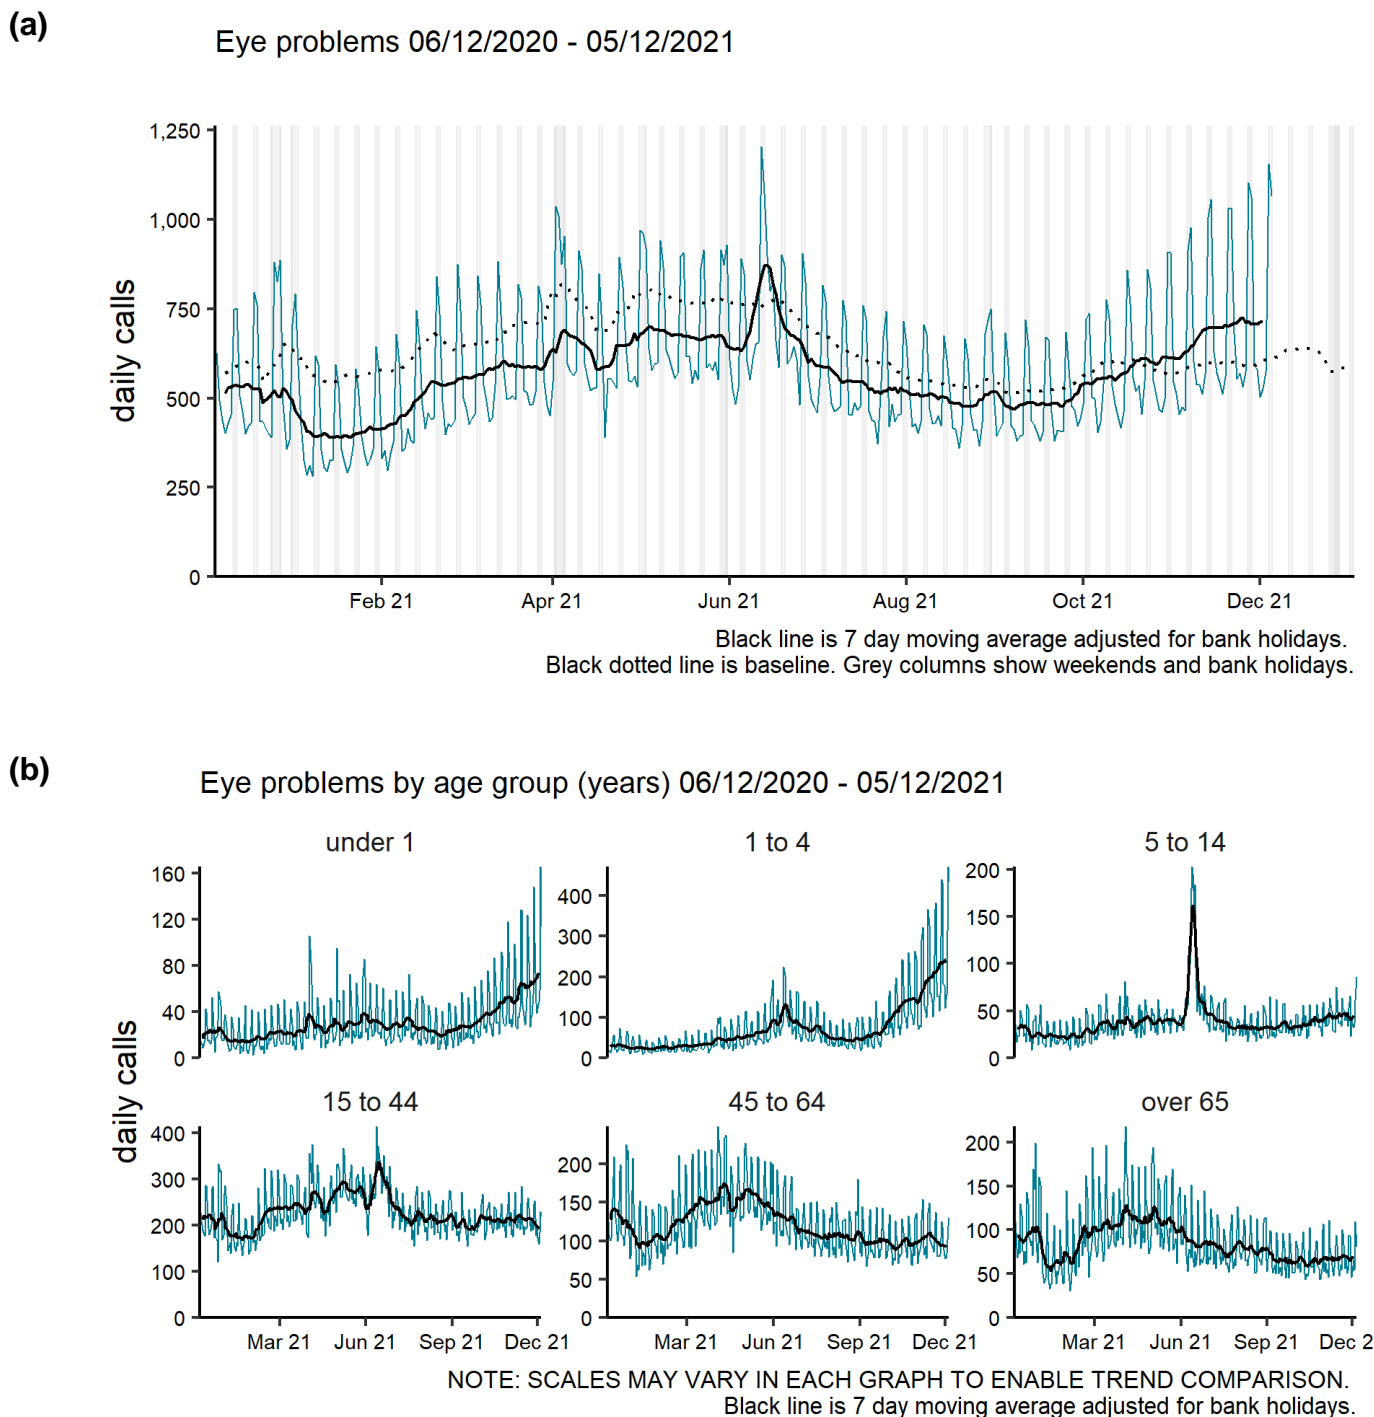 (a)
Eye problems 06/12/2020 - 05/12/2021
1,250
1,000
750
500
250
0
daily calls
Feb 21 Apr 21 Jun 21 Aug 21 Oct 21 Dec 21
Black line is 7 day moving average adjusted for bank holidays.
Black dotted line is baseline. Grey columns show weekends and bank holidays.
(b)
Eye problems by age group (years) 06/12/2020 - 05/12/2021
under 1
160
120
80
40
0
1 to 4
400
300
200
100
0
5 to 14
200
150
100
50
0
daily calls
15 to 44
400
300
200
100
0
Mar 21 Jun 21 Sep 21 Dec 21
45 to 64
200
150
100
50
0
Mar 21 Jun 21 Sep 21 Dec 21
over 65
200
150
100
50
0
Mar 21 Jun 21 Sep 21 Dec 2
NOTE: SCALES MAY VARY IN EACH GRAPH TO ENABLE TREND COMPARISON.
Black line is 7 day moving average adjusted for bank holidays.